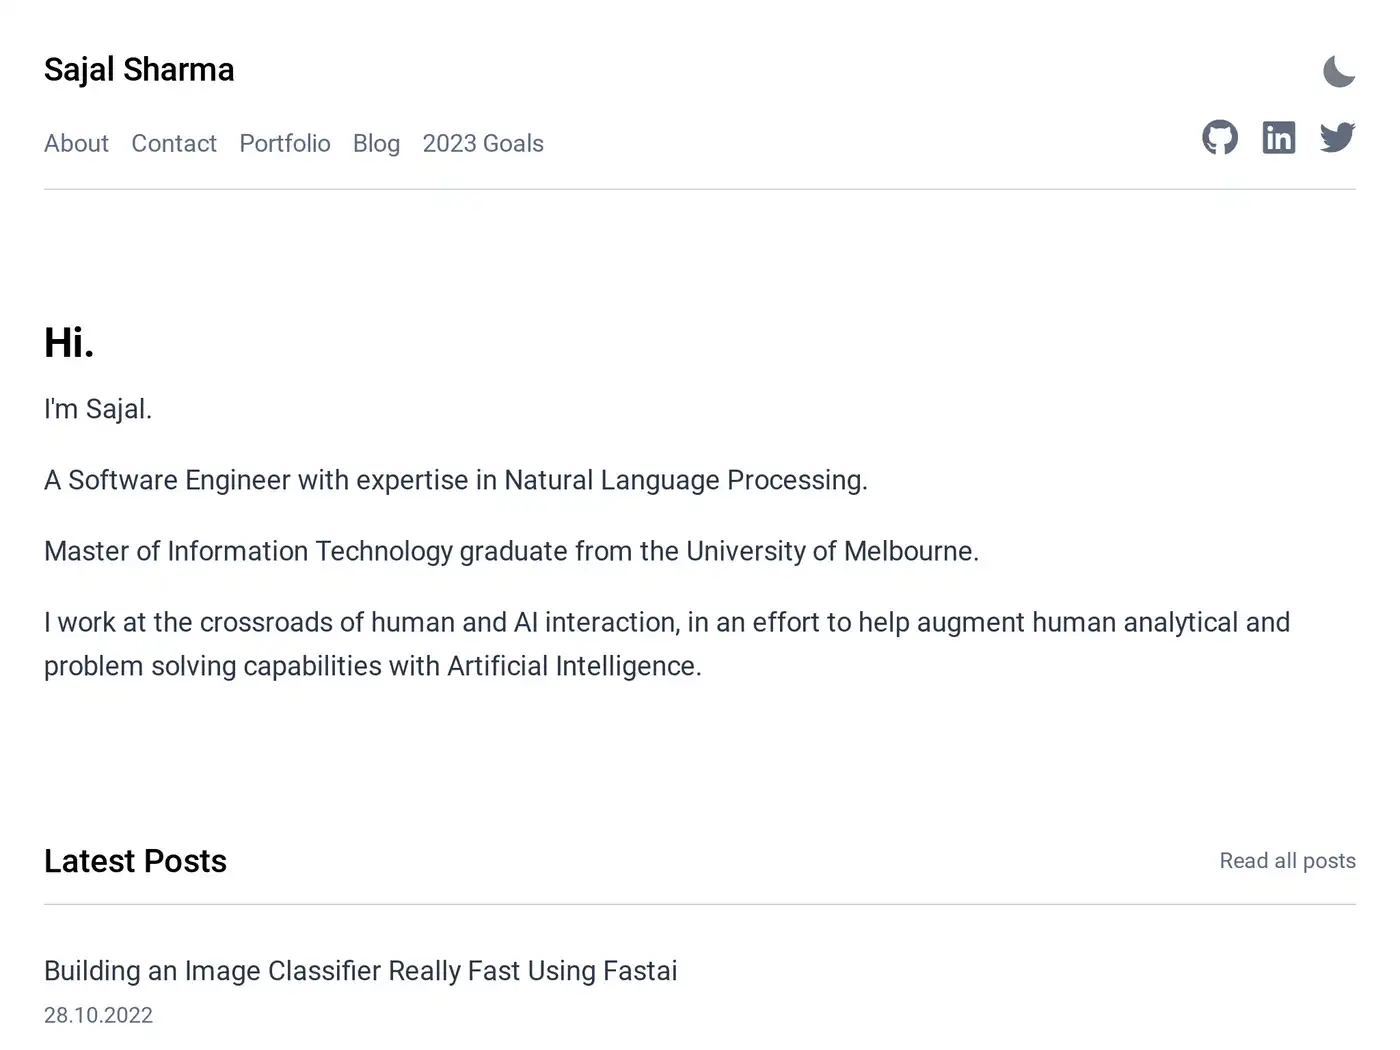 Sajal Sharma
About Contact Portfolio Blog 2023 Goals
Hi.
I'm Sajal.
A Software Engineer with expertise in Natural Language Processing.
Master of Information Technology graduate from the University of Melbourne.
I work at the crossroads of human and AI interaction, in an effort to help augment human analytical and
problem solving capabilities with Artificial Intelligence.
Latest Posts
Read all posts
Building an Image Classifier Really Fast Using Fastai
28.10.2022